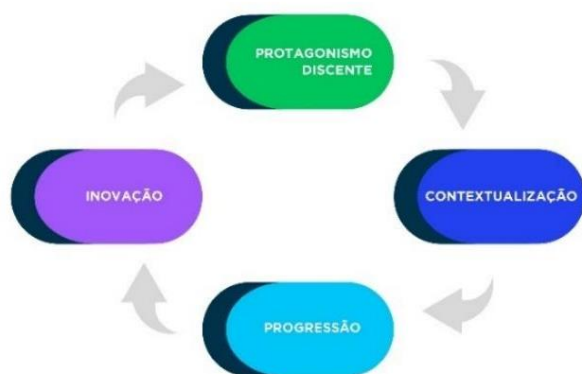 PROTAGONISMO
DISCENTE
INOVAÇÃO
CONTEXTUALIZAÇÃO
PROGRESSÃO